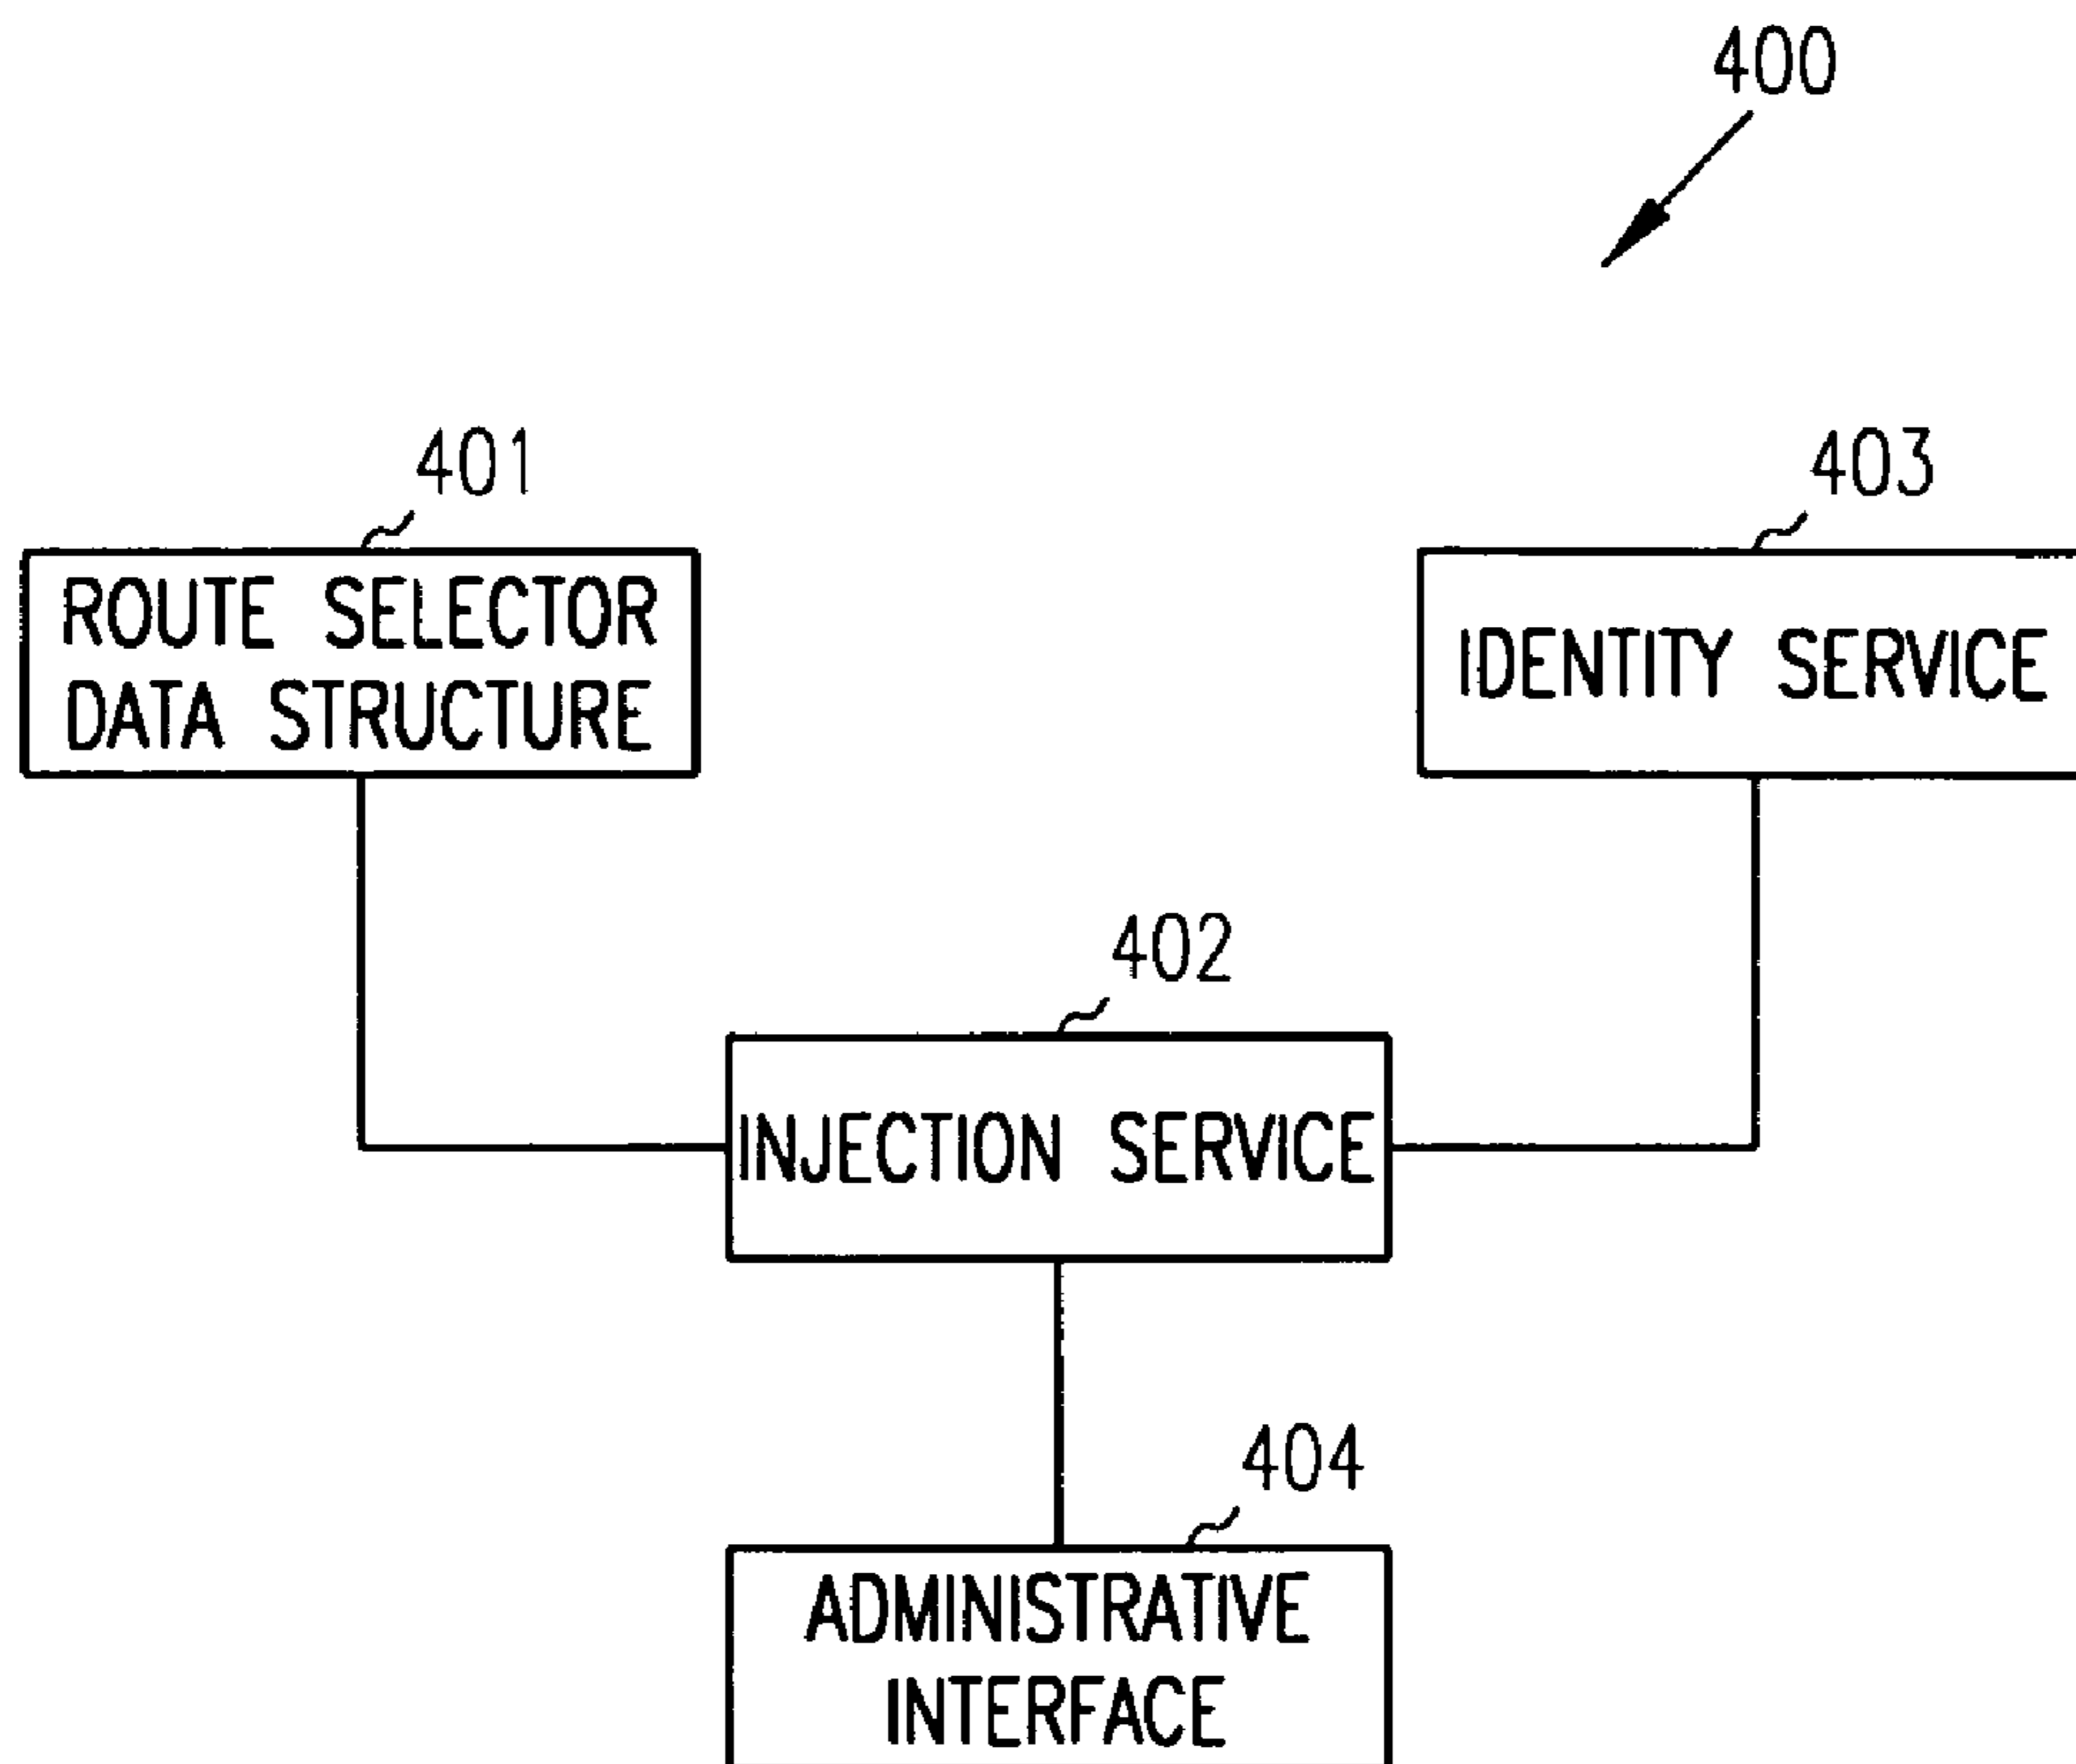 400
401
403
ROUTE SELECTOR
DATA STRUCTURE
IDENTITY SERVICE
402
INJECTION SERVICE
404
ADMINISTRATIVE
INTERFACE